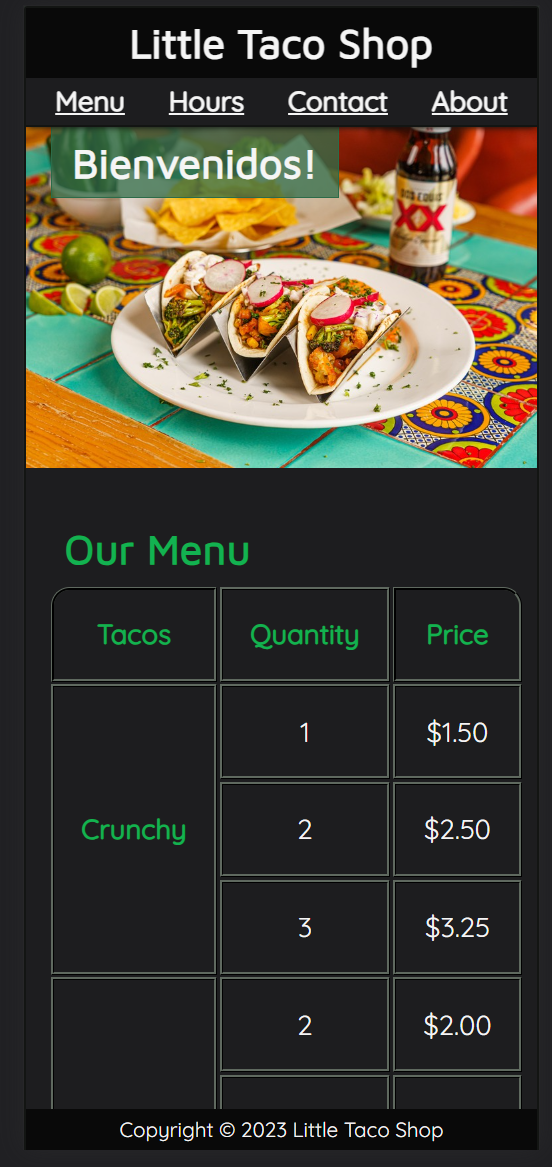 Little Taco Shop
Menu Hours Contact About
Bienvenidos!
XX
Our Menu
Tacos Quantity Price
1 $1.50
Crunchy 2 $2.50
3 $3.25
2 $2.00
Copyright © 2023 Little Taco Shop